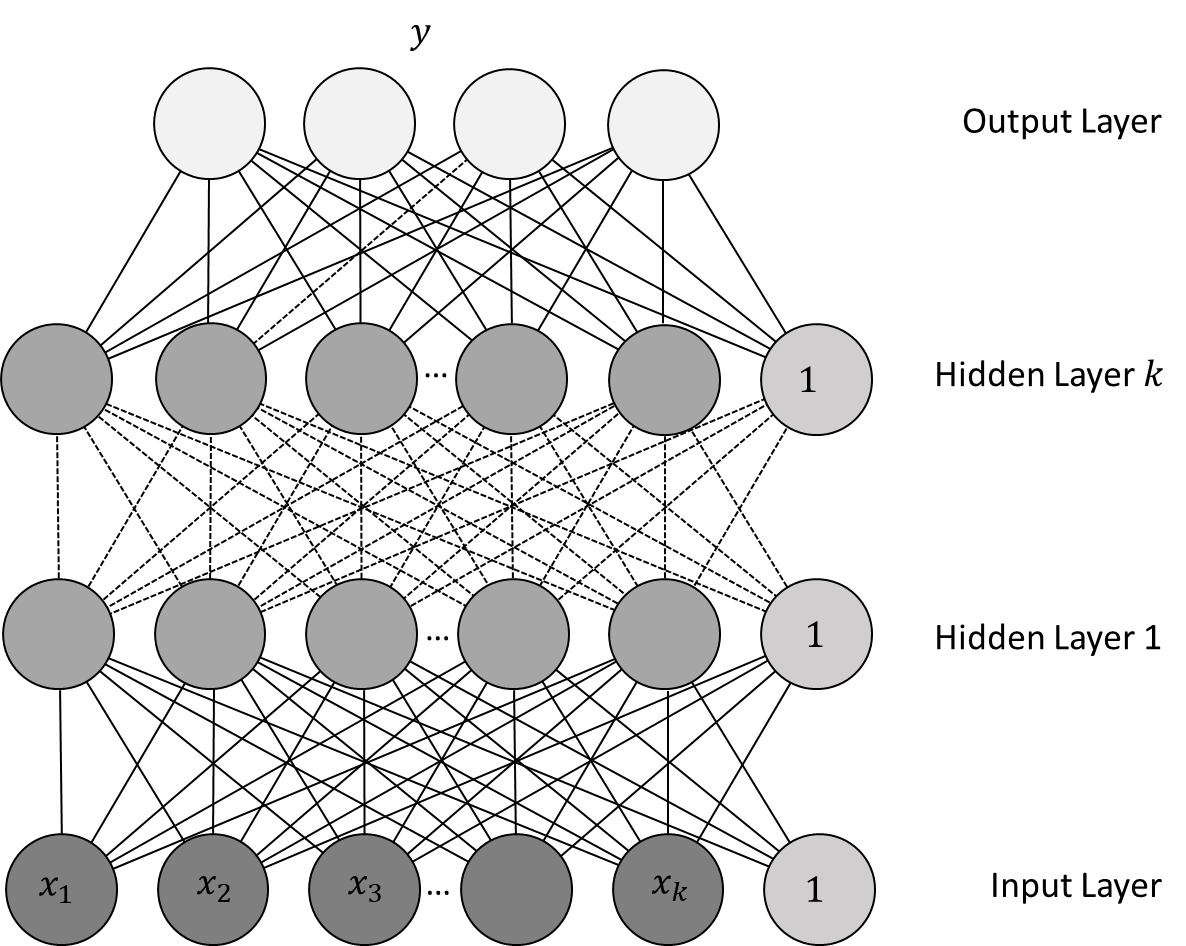 y
Output Layer
... 1 Hidden Layer k
... 1 Hidden Layer 1
x₁ x₂ x₃ ... xₖ 1 Input Layer